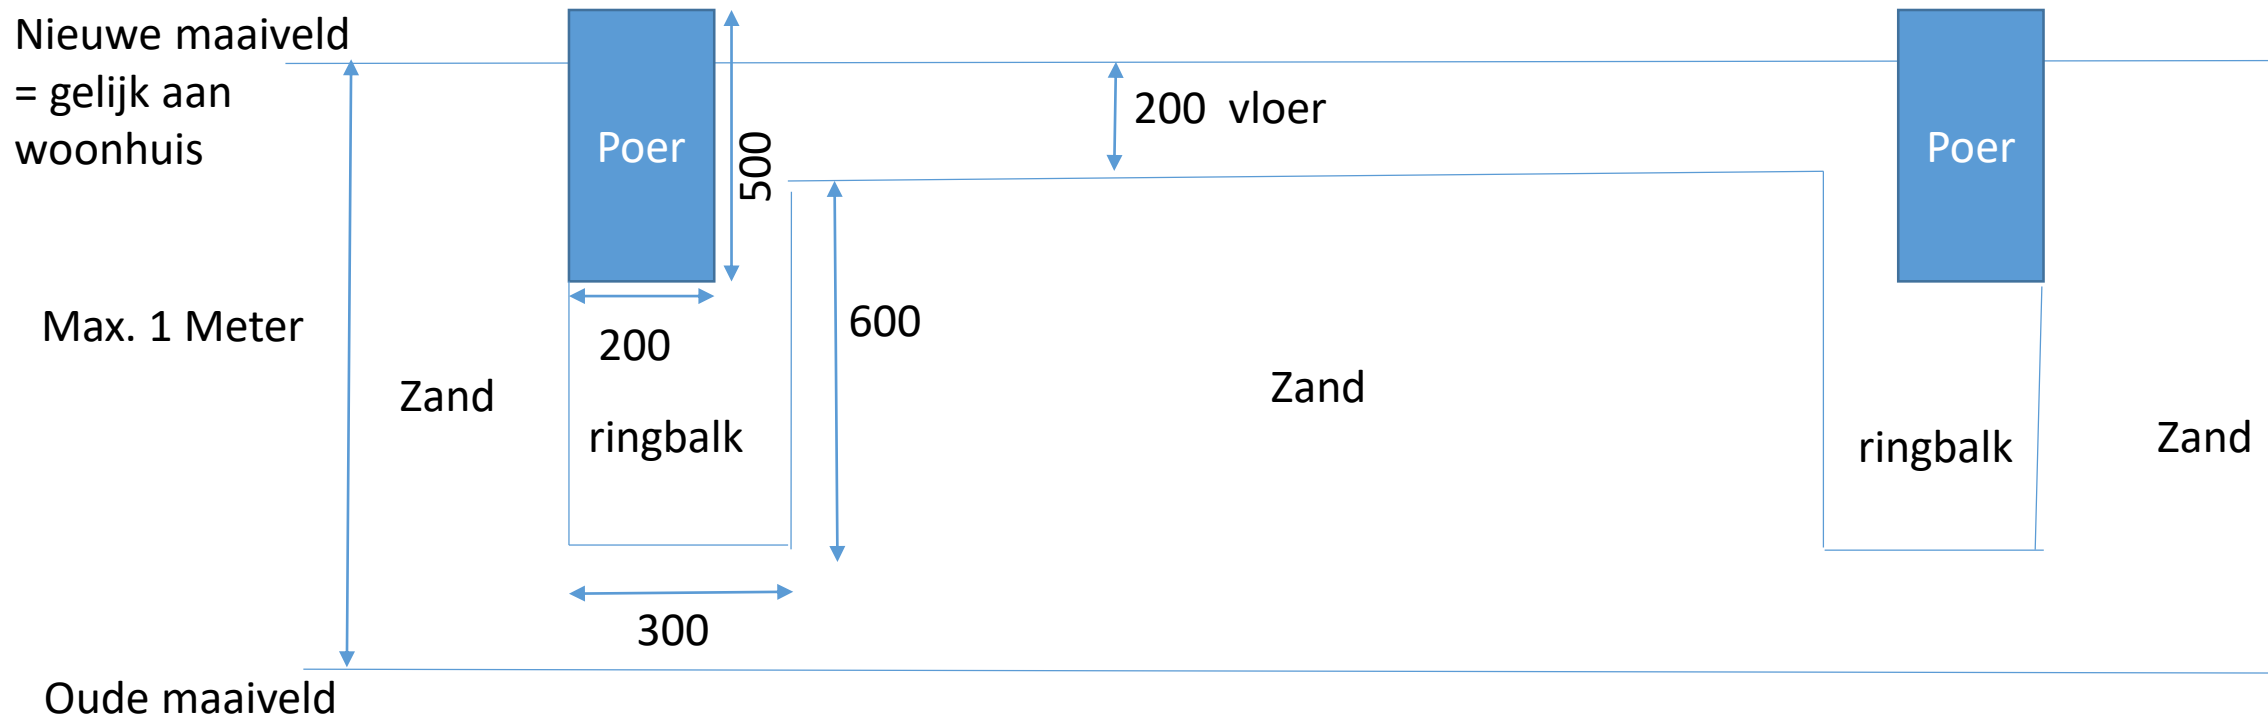 Nieuwe maaiveld
= gelijk aan
woonhuis
Poer
500
200 vloer
Poer
Max. 1 Meter
200
600
Zand
Zand
ringbalk
ringbalk
Zand
300
Oude maaiveld